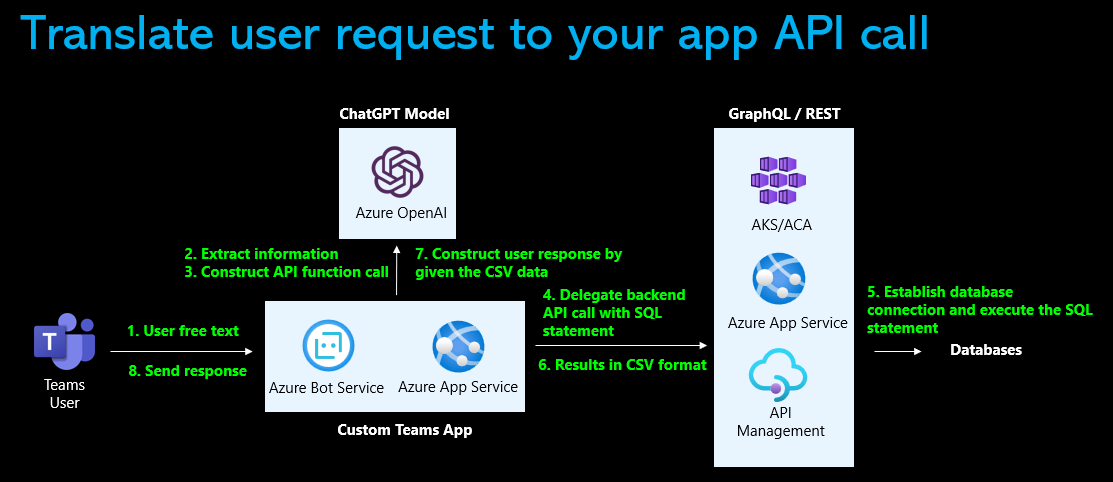 Translate user request to your app API call
ChatGPT Model
Azure OpenAI
GraphQL / REST
AKS/ACA
Azure App Service
API
Management
2. Extract information
3. Construct API function call
7. Construct user response by
given the CSV data
4. Delegate backend
API call with SQL
statement
6. Results in CSV format
5. Establish database
connection and execute the SQL
statement
Databases
1. User free text
8. Send response
T
Teams
User
Azure Bot Service
Azure App Service
Custom Teams App